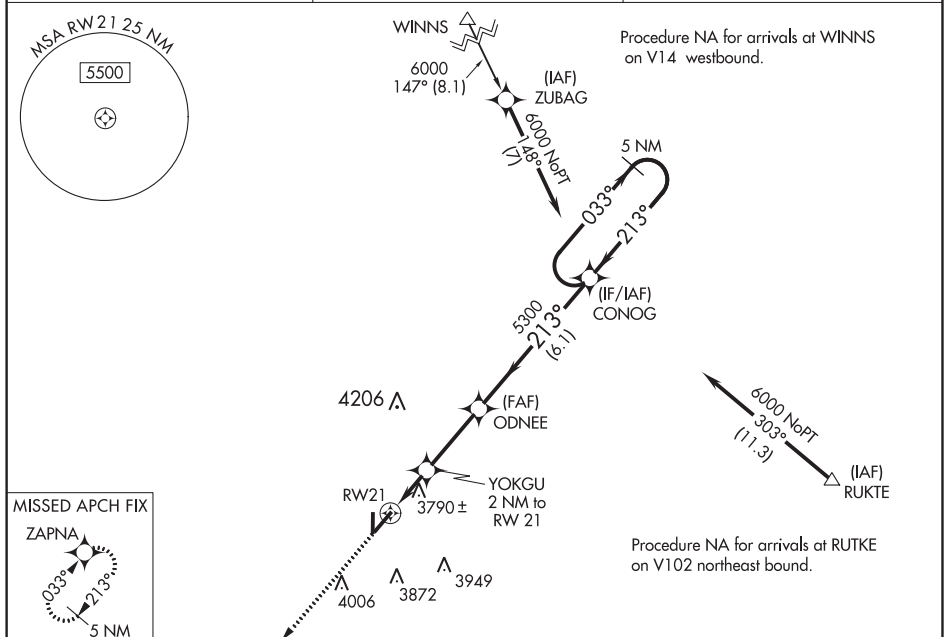 MSA RW21 25 NM
5500
WINNS
6000
147° (8.1)
(IAF)
ZUBAG
6000 NoPT
148°
(7)
Procedure NA for arrivals at WINNS
on V14 westbound.
5 NM
033°
213°
(IF/IAF)
CONOG
5300
213°
(6.1)
4206
(FAF)
ODNEE
6000 NoPT
303°
(11.3)
(IAF)
RUKTE
YOKGU
2 NM to
RW 21
RW21
3790 ±
Procedure NA for arrivals at RUTKE
on V102 northeast bound.
4006
3872
3949
MISSED APCH FIX
ZAPNA
033°
213°
5 NM